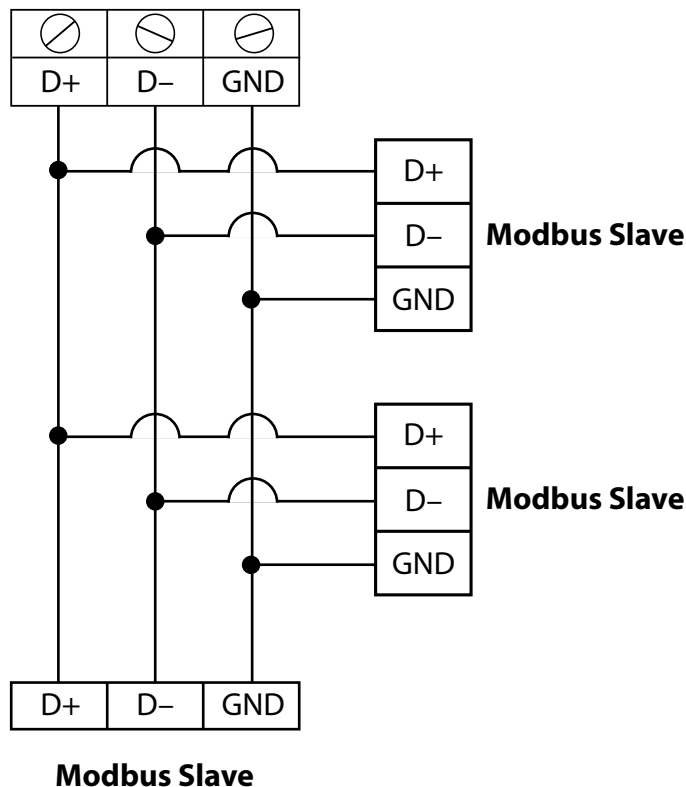 D+ D– GND
D+
D– Modbus Slave
GND
D+
D– Modbus Slave
GND
D+ D– GND
Modbus Slave